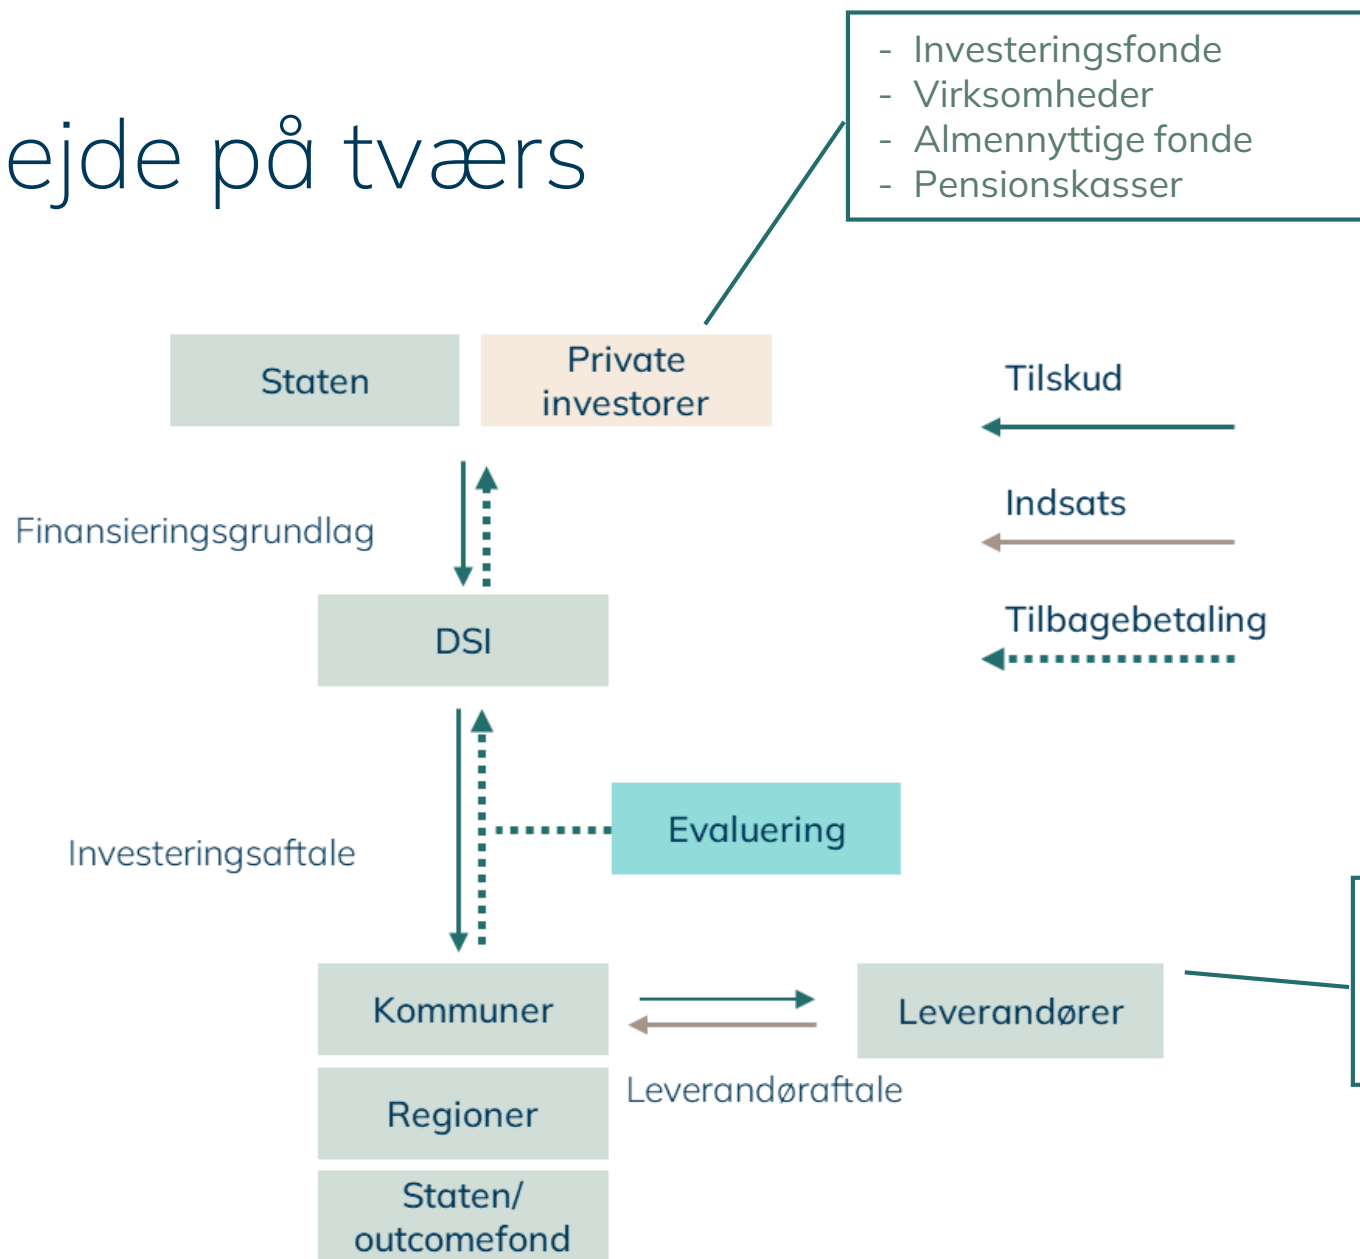 - Investeringsfonde
- Virksomheder
- Almennyttige fonde
- Pensionskasser
ejde på tværs
Staten
Private
investorer
Tilskud
Finansieringsgrundlag
Indsats
DSI
Tilbagebetaling
Evaluering
Investeringsaftale
Kommuner
Leverandører
Leverandøraftale
Regioner
Staten/
outcomefond